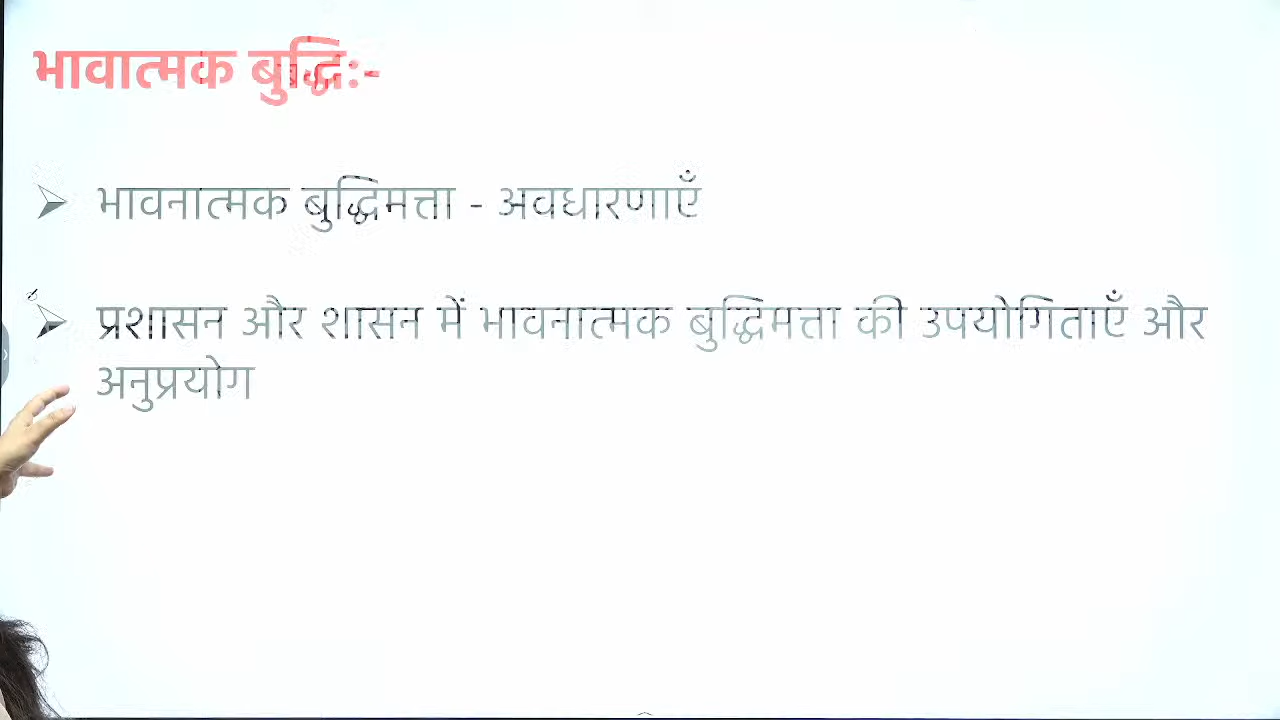 भावात्मक बुद्धिः-
➢ भावनात्मक बुद्धिमत्ता - अवधारणाएँ
➢ प्रशासन और शासन में भावनात्मक बुद्धिमत्ता की उपयोगिताएँ और
अनुप्रयोग